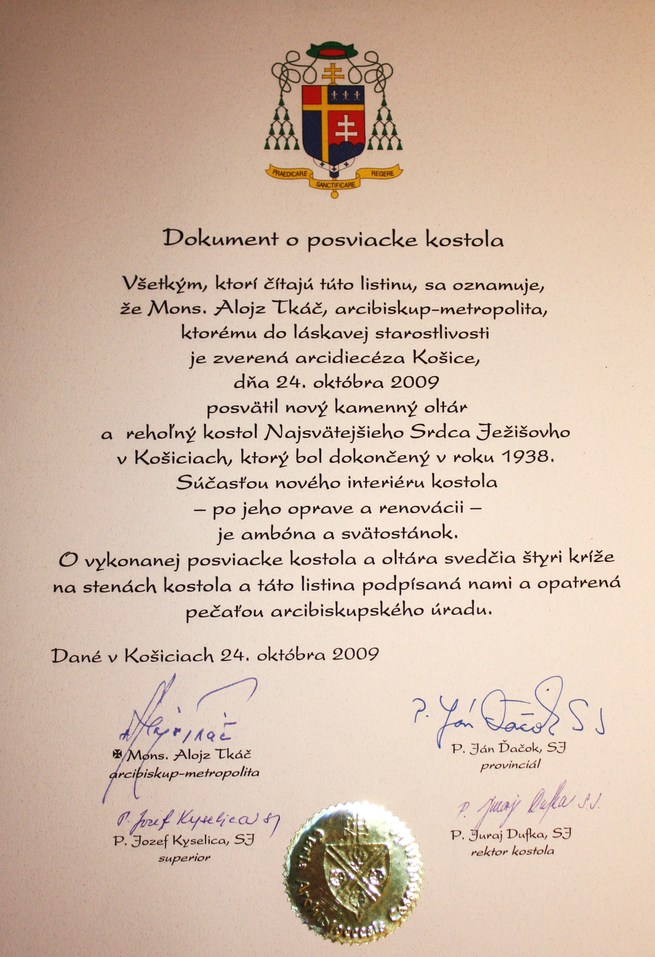 PRAEDICARE SANCTIFICARE REGERE
Dokument o posviacke kostola
Všetkým, ktorí čítajú túto listinu, sa oznamuje,
že Mons. Alojz Tkáč, arcibiskup-metropolita,
ktorému do láskavej starostlivosti
je zverená arcidiecéza Košice,
dňa 24. októbra 2009
posvätil nový kamenný oltár
a rehoľný kostol Najsvätejšieho Srdca Ježišovho
v Košiciach, ktorý bol dokončený v roku 1938.
Súčasťou nového interiéru kostola
– po jeho oprave a renovácii –
je ambóna a svätostánok.
O vykonanej posviacke kostola a oltára svedčia štyri kríže
na stenách kostola a táto listina podpísaná nami a opatrená
pečaťou arcibiskupského úradu.
Dané v Košiciach 24. októbra 2009
P. Ján Ďačok SJ
✠ Mons. Alojz Tkáč
arcibiskup-metropolita
P. Ján Ďačok, SJ
provinciál
P. Jozef Kyselica SJ
P. Juraj Dufka S.J.
P. Jozef Kyselica, SJ
superior
P. Juraj Dufka, SJ
rektor kostola